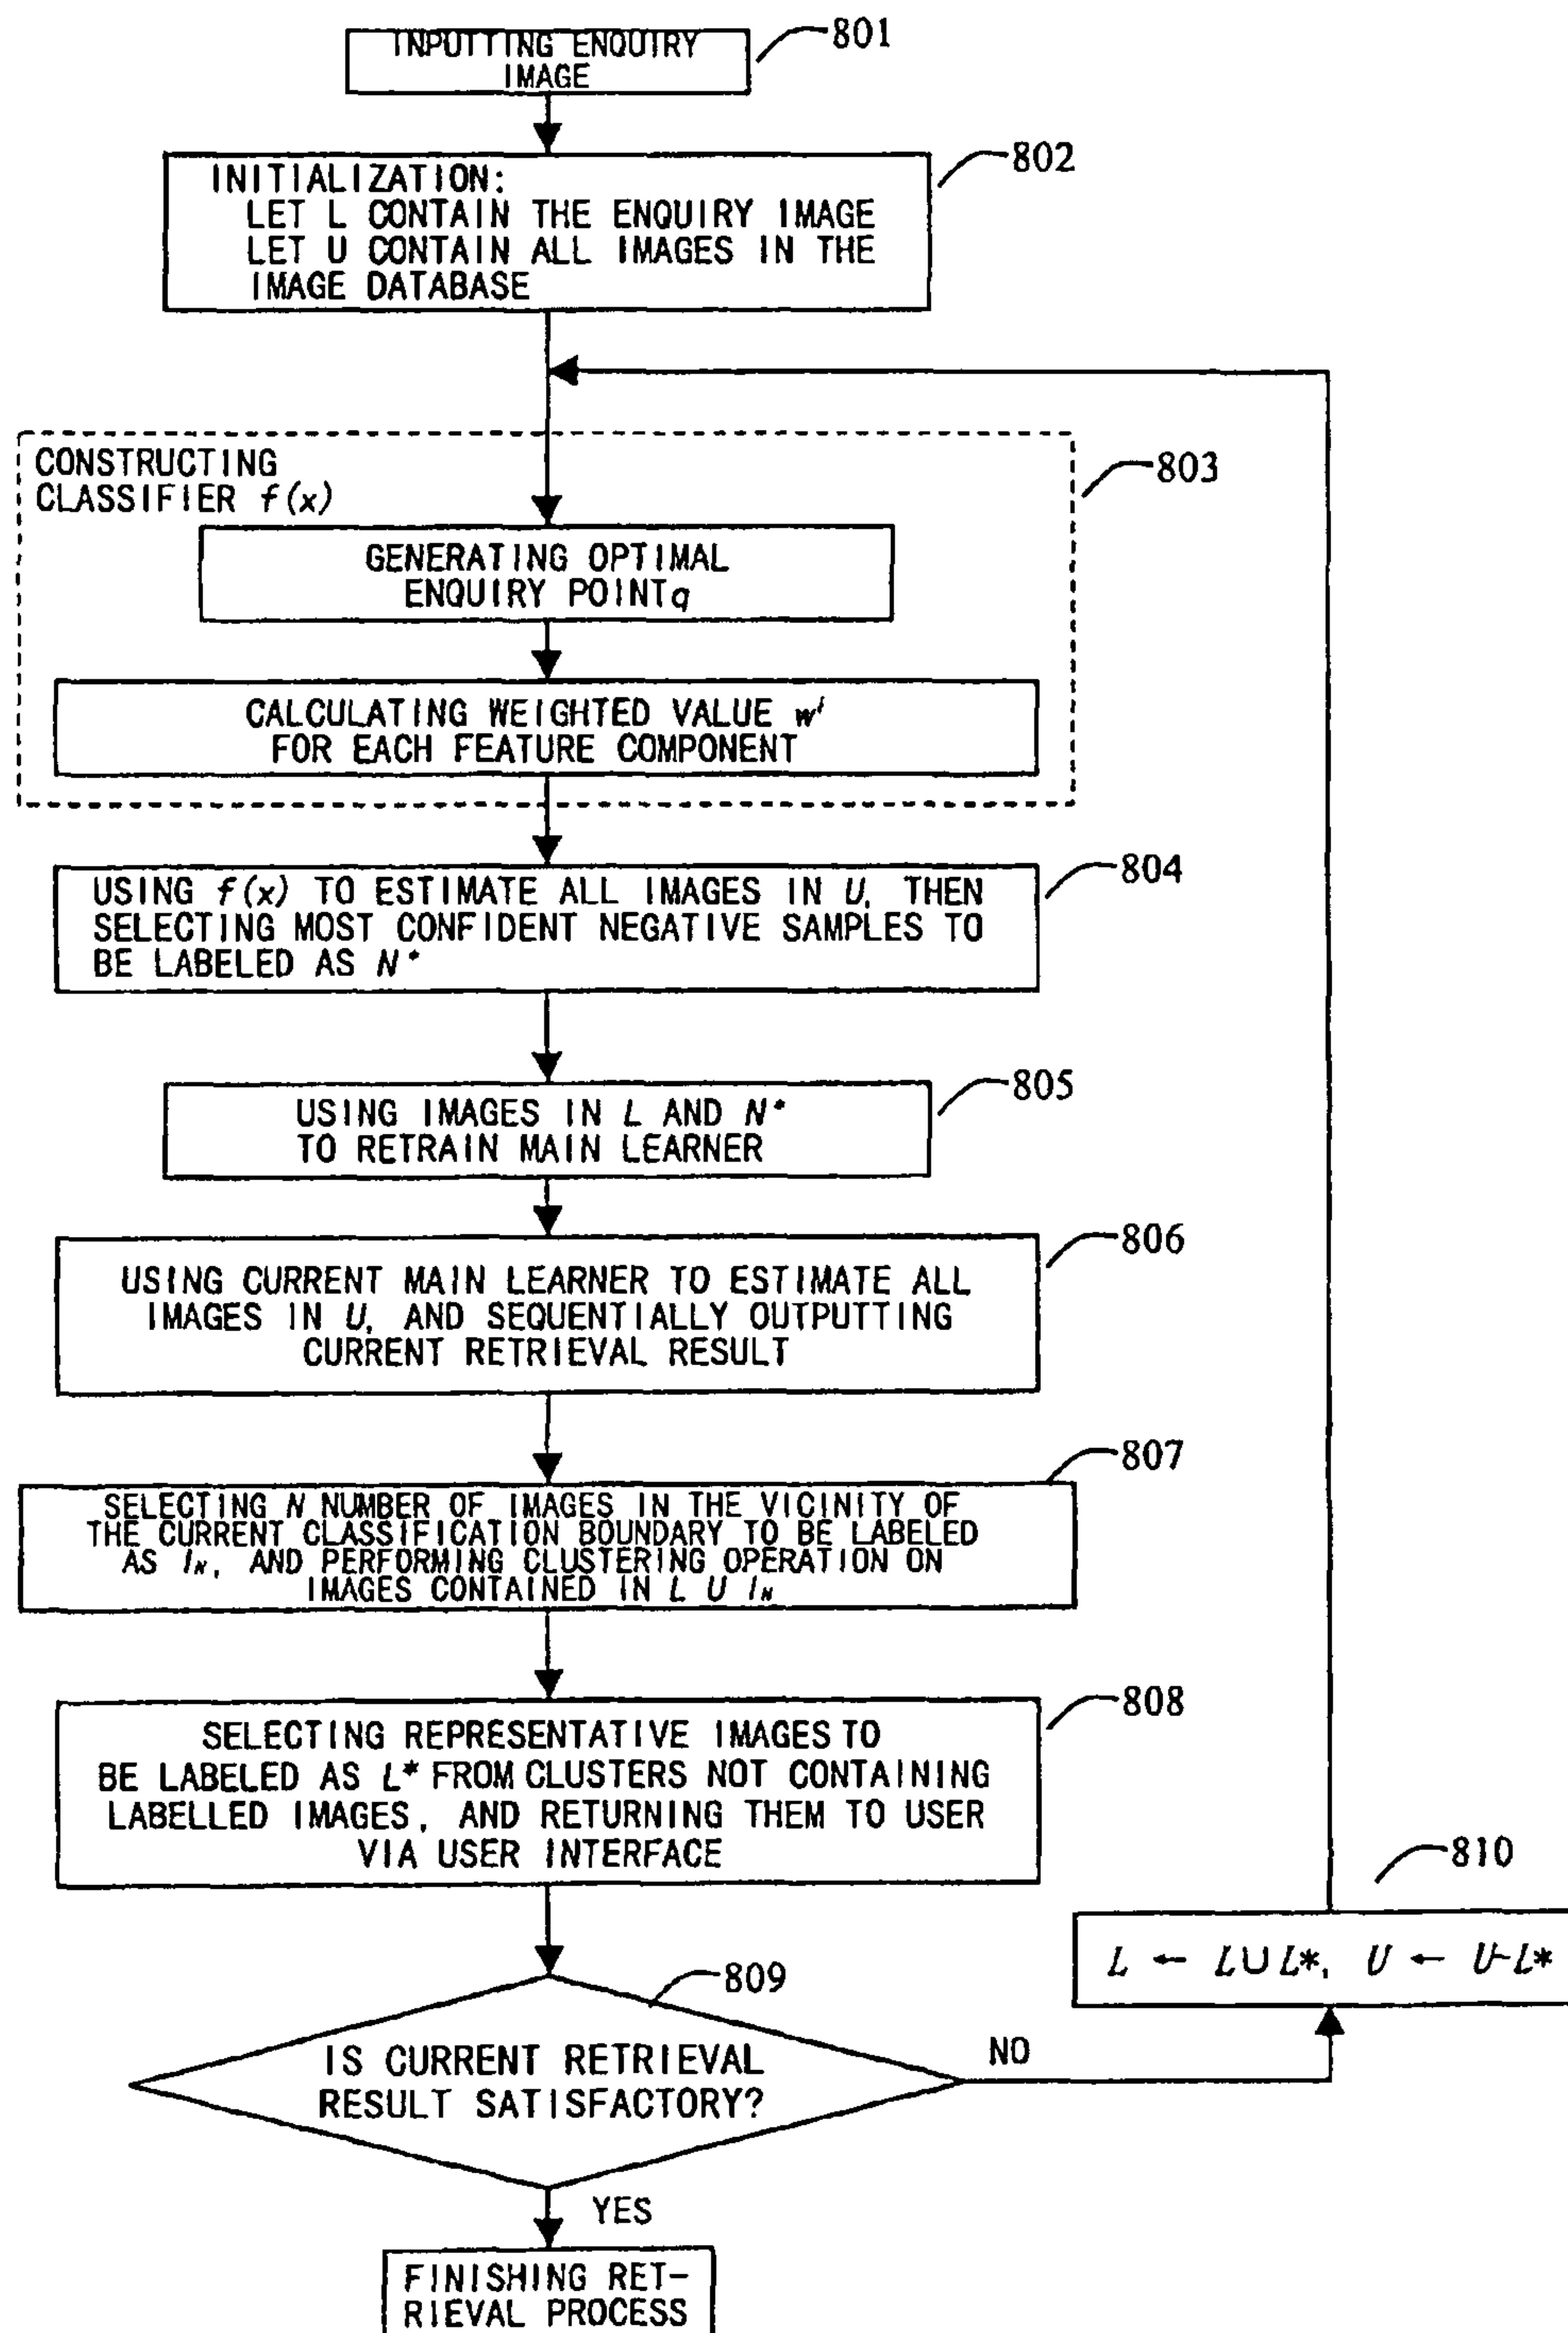 INPUTTING ENQUIRY
IMAGE
801
INITIALIZATION:
LET L CONTAIN THE ENQUIRY IMAGE
LET U CONTAIN ALL IMAGES IN THE
IMAGE DATABASE
802
CONSTRUCTING
CLASSIFIER f(x)
803
GENERATING OPTIMAL
ENQUIRY POINT q
CALCULATING WEIGHTED VALUE wⁱ
FOR EACH FEATURE COMPONENT
USING f(x) TO ESTIMATE ALL IMAGES IN U, THEN
SELECTING MOST CONFIDENT NEGATIVE SAMPLES TO
BE LABELED AS N*
804
USING IMAGES IN L AND N*
TO RETRAIN MAIN LEARNER
805
USING CURRENT MAIN LEARNER TO ESTIMATE ALL
IMAGES IN U, AND SEQUENTIALLY OUTPUTTING
CURRENT RETRIEVAL RESULT
806
SELECTING N NUMBER OF IMAGES IN THE VICINITY OF
THE CURRENT CLASSIFICATION BOUNDARY TO BE LABELED
AS I_N, AND PERFORMING CLUSTERING OPERATION ON
IMAGES CONTAINED IN L U I_N
807
SELECTING REPRESENTATIVE IMAGES TO
BE LABELED AS L* FROM CLUSTERS NOT CONTAINING
LABELLED IMAGES, AND RETURNING THEM TO USER
VIA USER INTERFACE
808
810
L ← L∪L*, U ← U-L*
809
IS CURRENT RETRIEVAL
RESULT SATISFACTORY?
NO
YES
FINISHING RET-
RIEVAL PROCESS